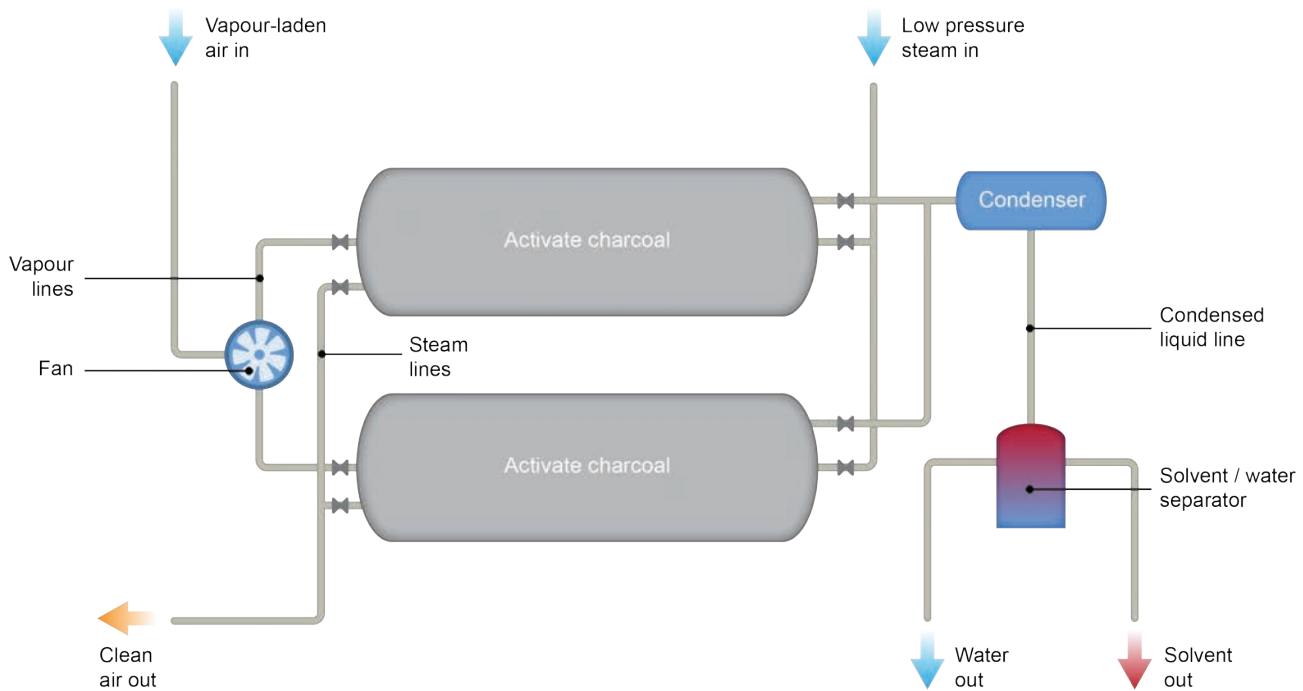 Vapour-laden
air in
Low pressure
steam in
Condenser
Activate charcoal
Vapour
lines
Condensed
liquid line
Steam
lines
Fan
Activate charcoal
Solvent / water
separator
Clean
air out
Water
out
Solvent
out